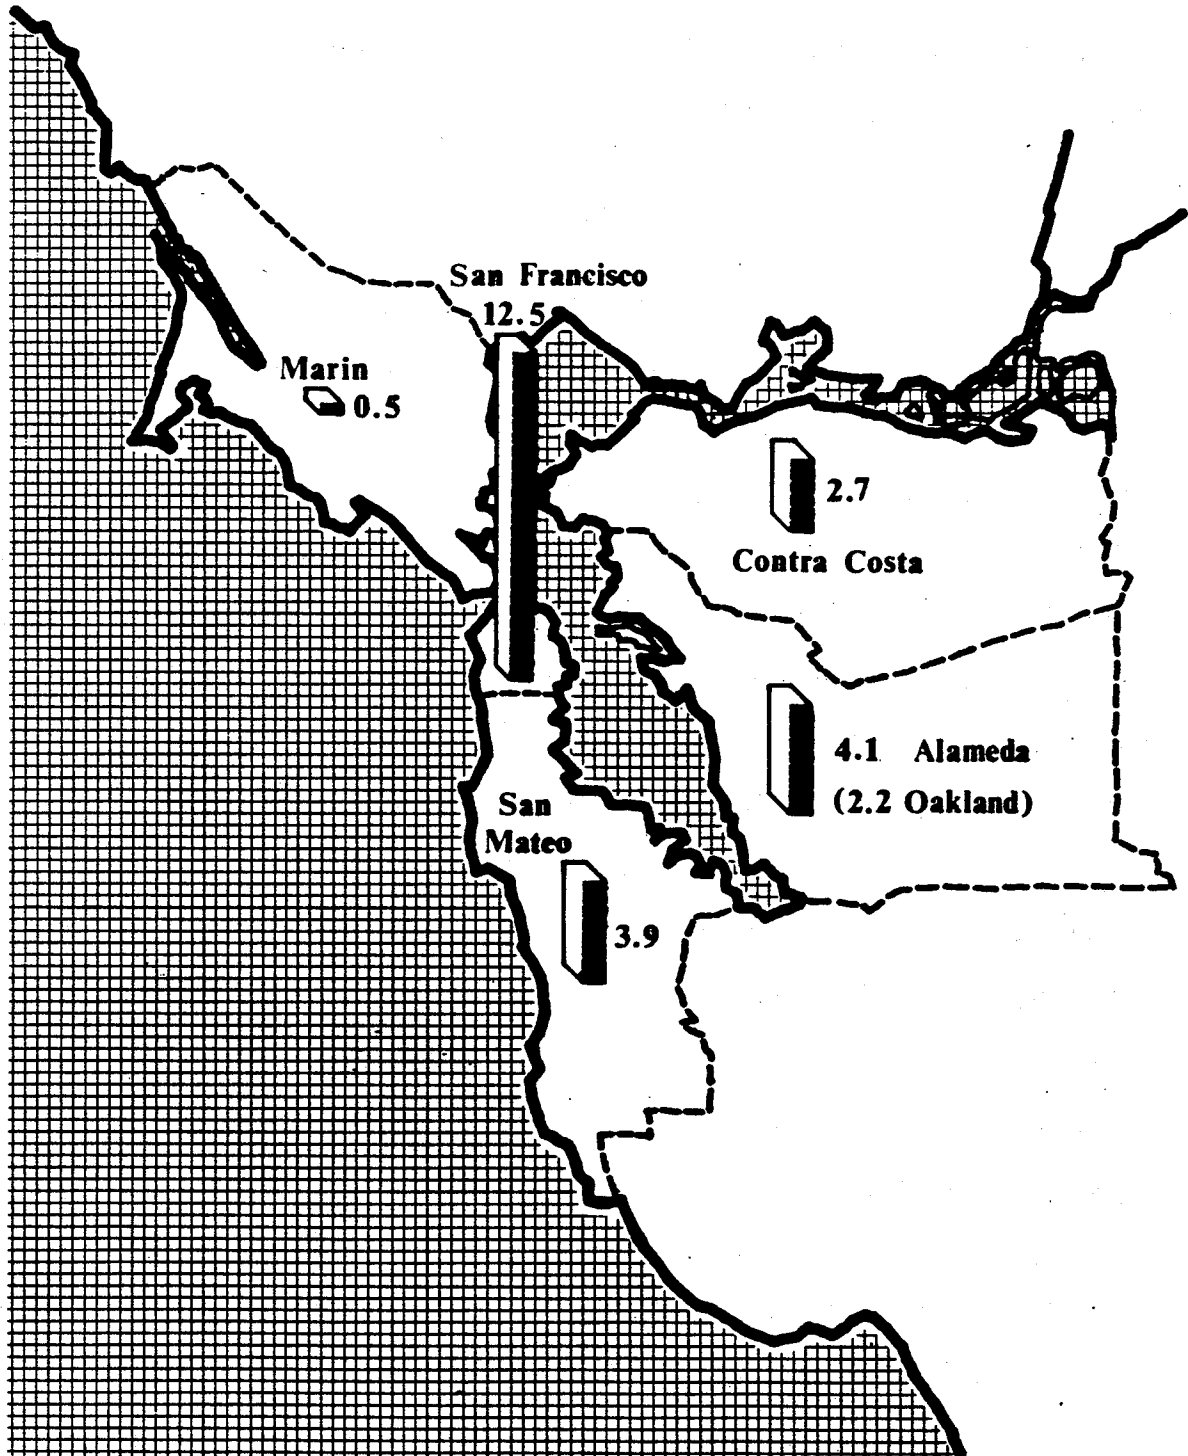 San Francisco
12.5
Marin
0.5
2.7
Contra Costa
4.1 Alameda
(2.2 Oakland)
San
Mateo
3.9